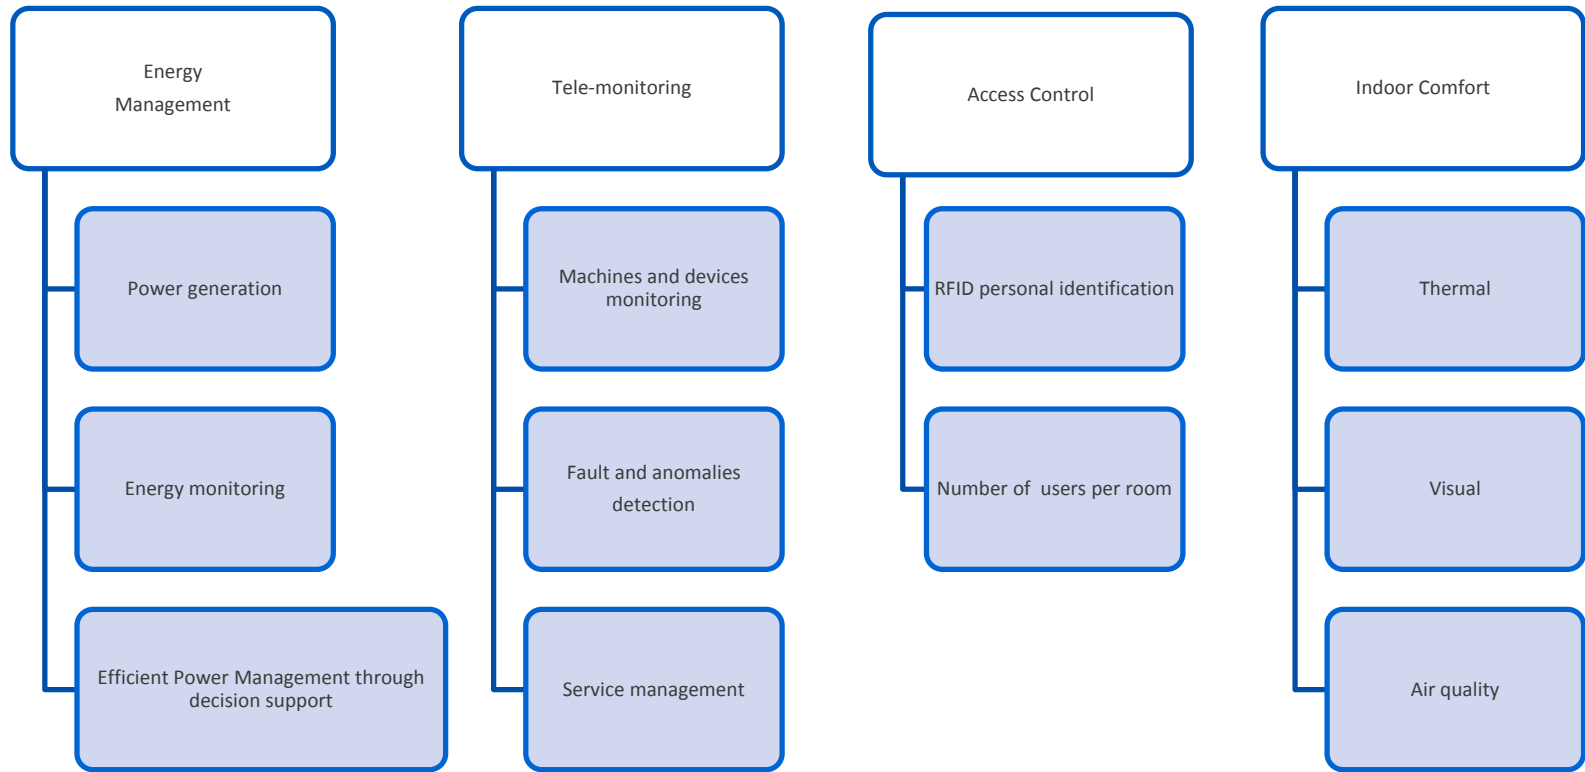 Energy
Management
Power generation
Energy monitoring
Efficient Power Management through
decision support
Tele-monitoring
Machines and devices
monitoring
Fault and anomalies
detection
Service management
Access Control
RFID personal identification
Number of  users per room
Indoor Comfort
Thermal
Visual
Air quality